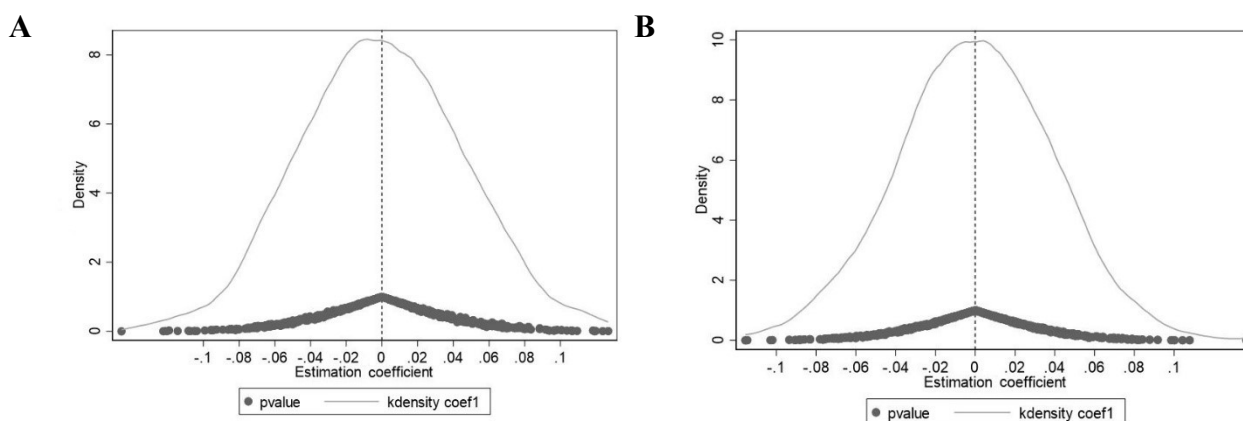 A
Density
8
6
4
2
0
-.1 -.08 -.06 -.04 -.02 0 .02 .04 .06 .08 .1
Estimation coefficient
pvalue kdensity coef1
B
Density
10
8
6
4
2
0
-.1 -.08 -.06 -.04 -.02 0 .02 .04 .06 .08 .1
Estimation coefficient
pvalue kdensity coef1